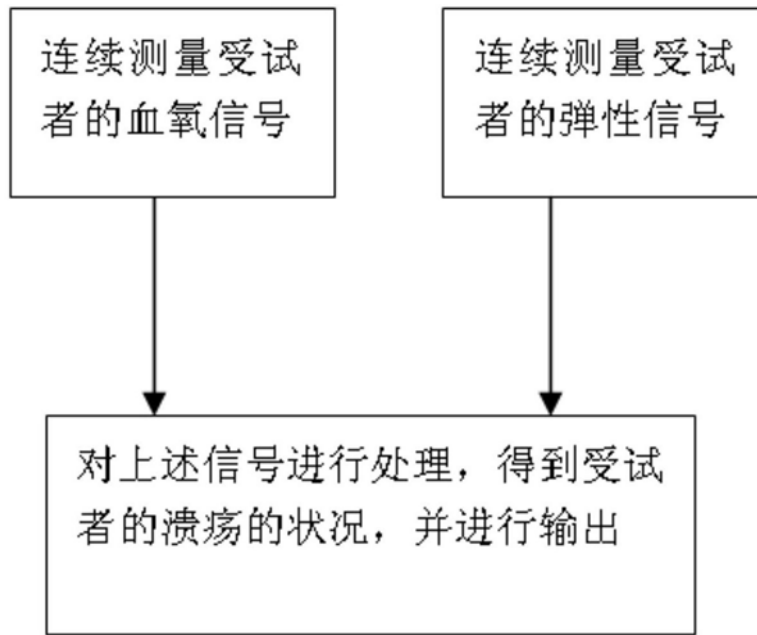 连续测量受试
者的血氧信号
连续测量受试
者的弹性信号
对上述信号进行处理，得到受试
者的溃疡的状况，并进行输出